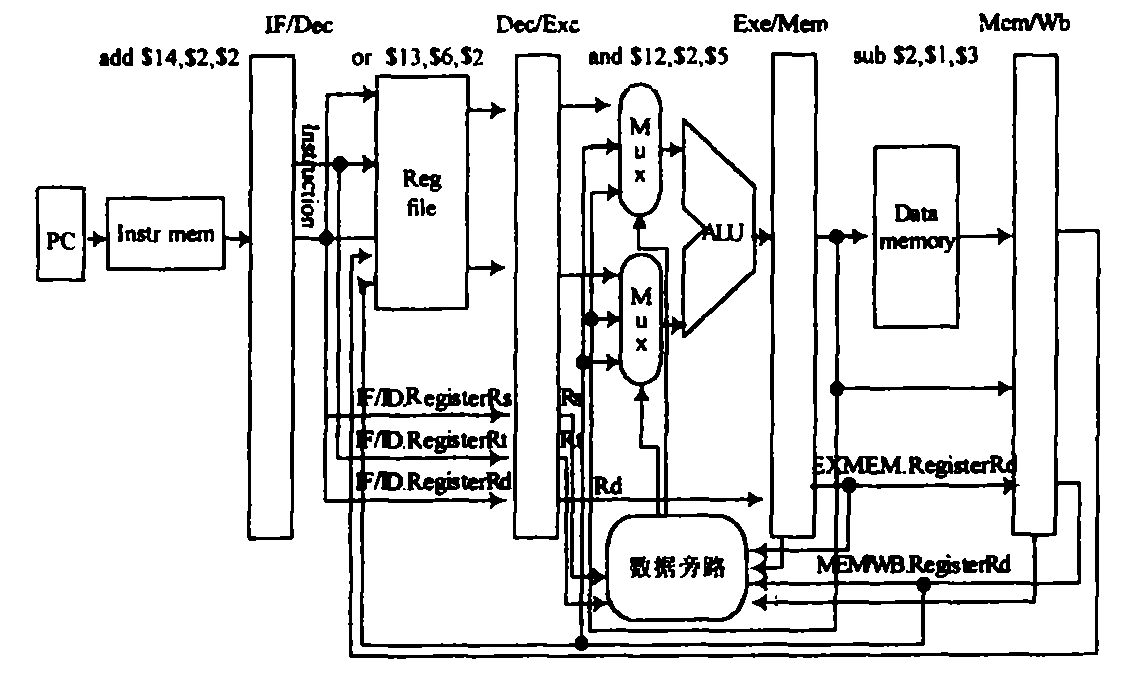 IF/Dec
Dec/Exc
Exe/Mem
Mem/Wb
add $14,$2,$2
or $13,$6,$2
and $12,$2,$5
sub $2,$1,$3
PC
Instr mem
Instruction
Reg
file
M
u
x
M
u
x
ALU
Data
memory
IF/ID.RegisterRs
Rs
IF/ID.RegisterRt
Rt
IF/ID.RegisterRd
Rd
EXMEM.RegisterRd
数据旁路
MEM/WB.RegisterRd